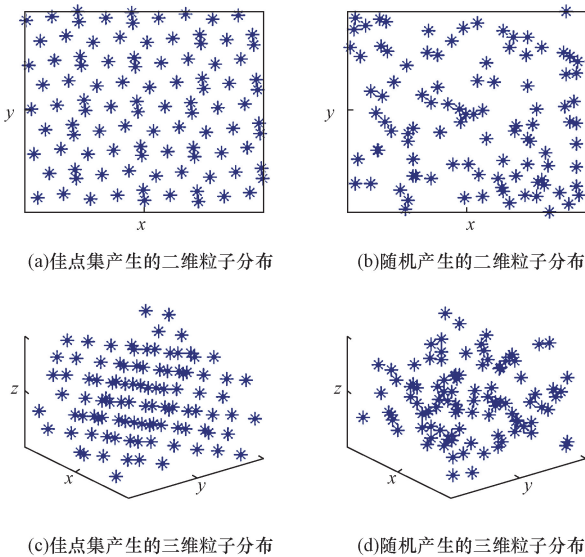 y
x
y
x
(a)佳点集产生的二维粒子分布
(b)随机产生的二维粒子分布
z
x
y
z
x
y
(c)佳点集产生的三维粒子分布
(d)随机产生的三维粒子分布